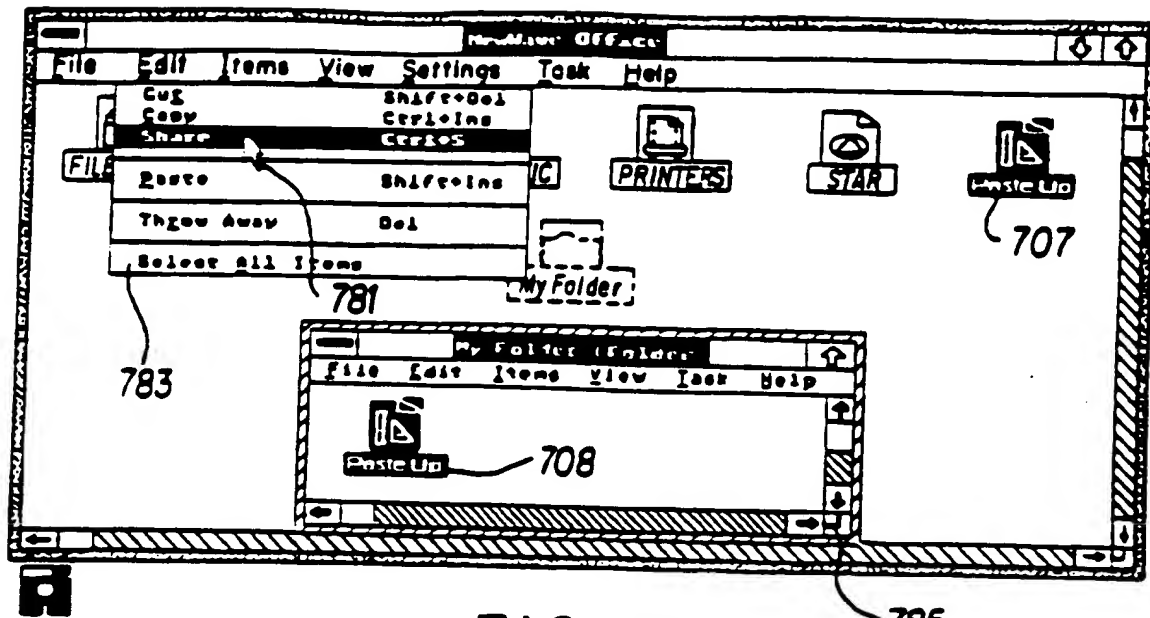 NewWave Office
File Edit Items View Settings Task Help
Cut Shift+Del
Copy Ctrl+Ins
Share Ctrl+S
Paste Shift+Ins
Throw Away Del
Select All Items
FILE IC PRINTERS STAR Paste Up
707
My Folder
781
783
My Folder (Folder
File Edit Items View Task Help
Paste Up
708